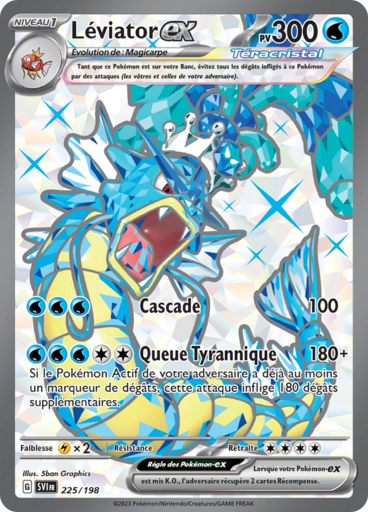 NIVEAU 1
Léviator ex
PV 300
Évolution de : Magicarpe
Téracristal
Tant que ce Pokémon est sur votre Banc, évitez tous les dégâts infligés à ce Pokémon
par des attaques (les vôtres et celles de votre adversaire).
Cascade 100
Queue Tyrannique 180+
Si le Pokémon Actif de votre adversaire a déjà au moins
un marqueur de dégâts, cette attaque inflige 180 dégâts
supplémentaires.
Faiblesse ×2 Résistance Retraite
Règle des Pokémon-ex Lorsque votre Pokémon-ex
est mis K.O., l'adversaire récupère 2 cartes Récompense.
Illus. 5ban Graphics
G SVI FR 225/198
©2023 Pokémon/Nintendo/Creatures/GAME FREAK